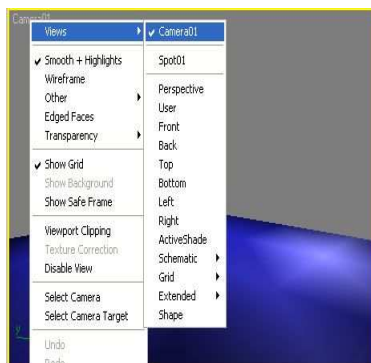 Camera01
Views
Smooth + Highlights
Wireframe
Other
Edged Faces
Transparency
Show Grid
Show Background
Show Safe Frame
Viewport Clipping
Texture Correction
Disable View
Select Camera
Select Camera Target
Undo
Redo
Camera01
Spot01
Perspective
User
Front
Back
Top
Bottom
Left
Right
ActiveShade
Schematic
Grid
Extended
Shape
y